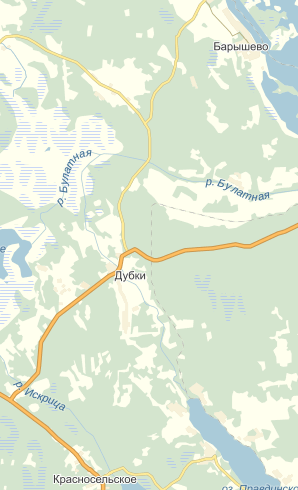 Барышево
р. Булатная
р. Булатная
е
Дубки
р. Искрица
Красносельское
оз. Правдинское